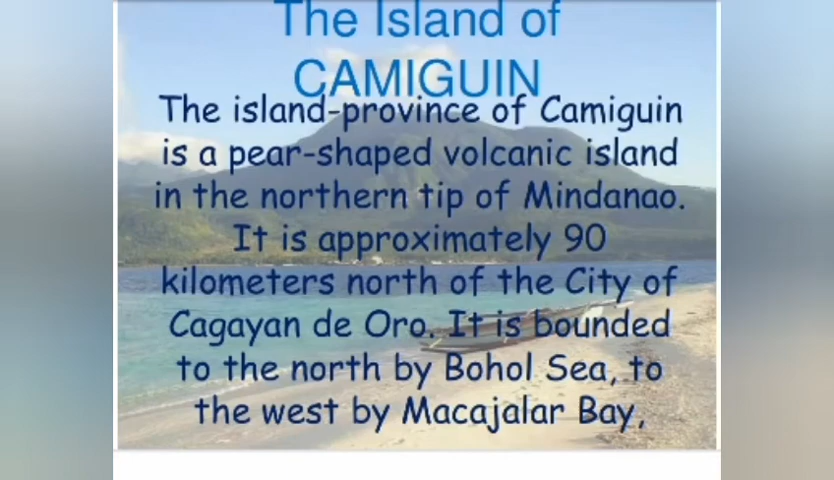 The Island of
CAMIGUIN
The island-province of Camiguin
is a pear-shaped volcanic island
in the northern tip of Mindanao.
It is approximately 90
kilometers north of the City of
Cagayan de Oro. It is bounded
to the north by Bohol Sea, to
the west by Macajalar Bay,